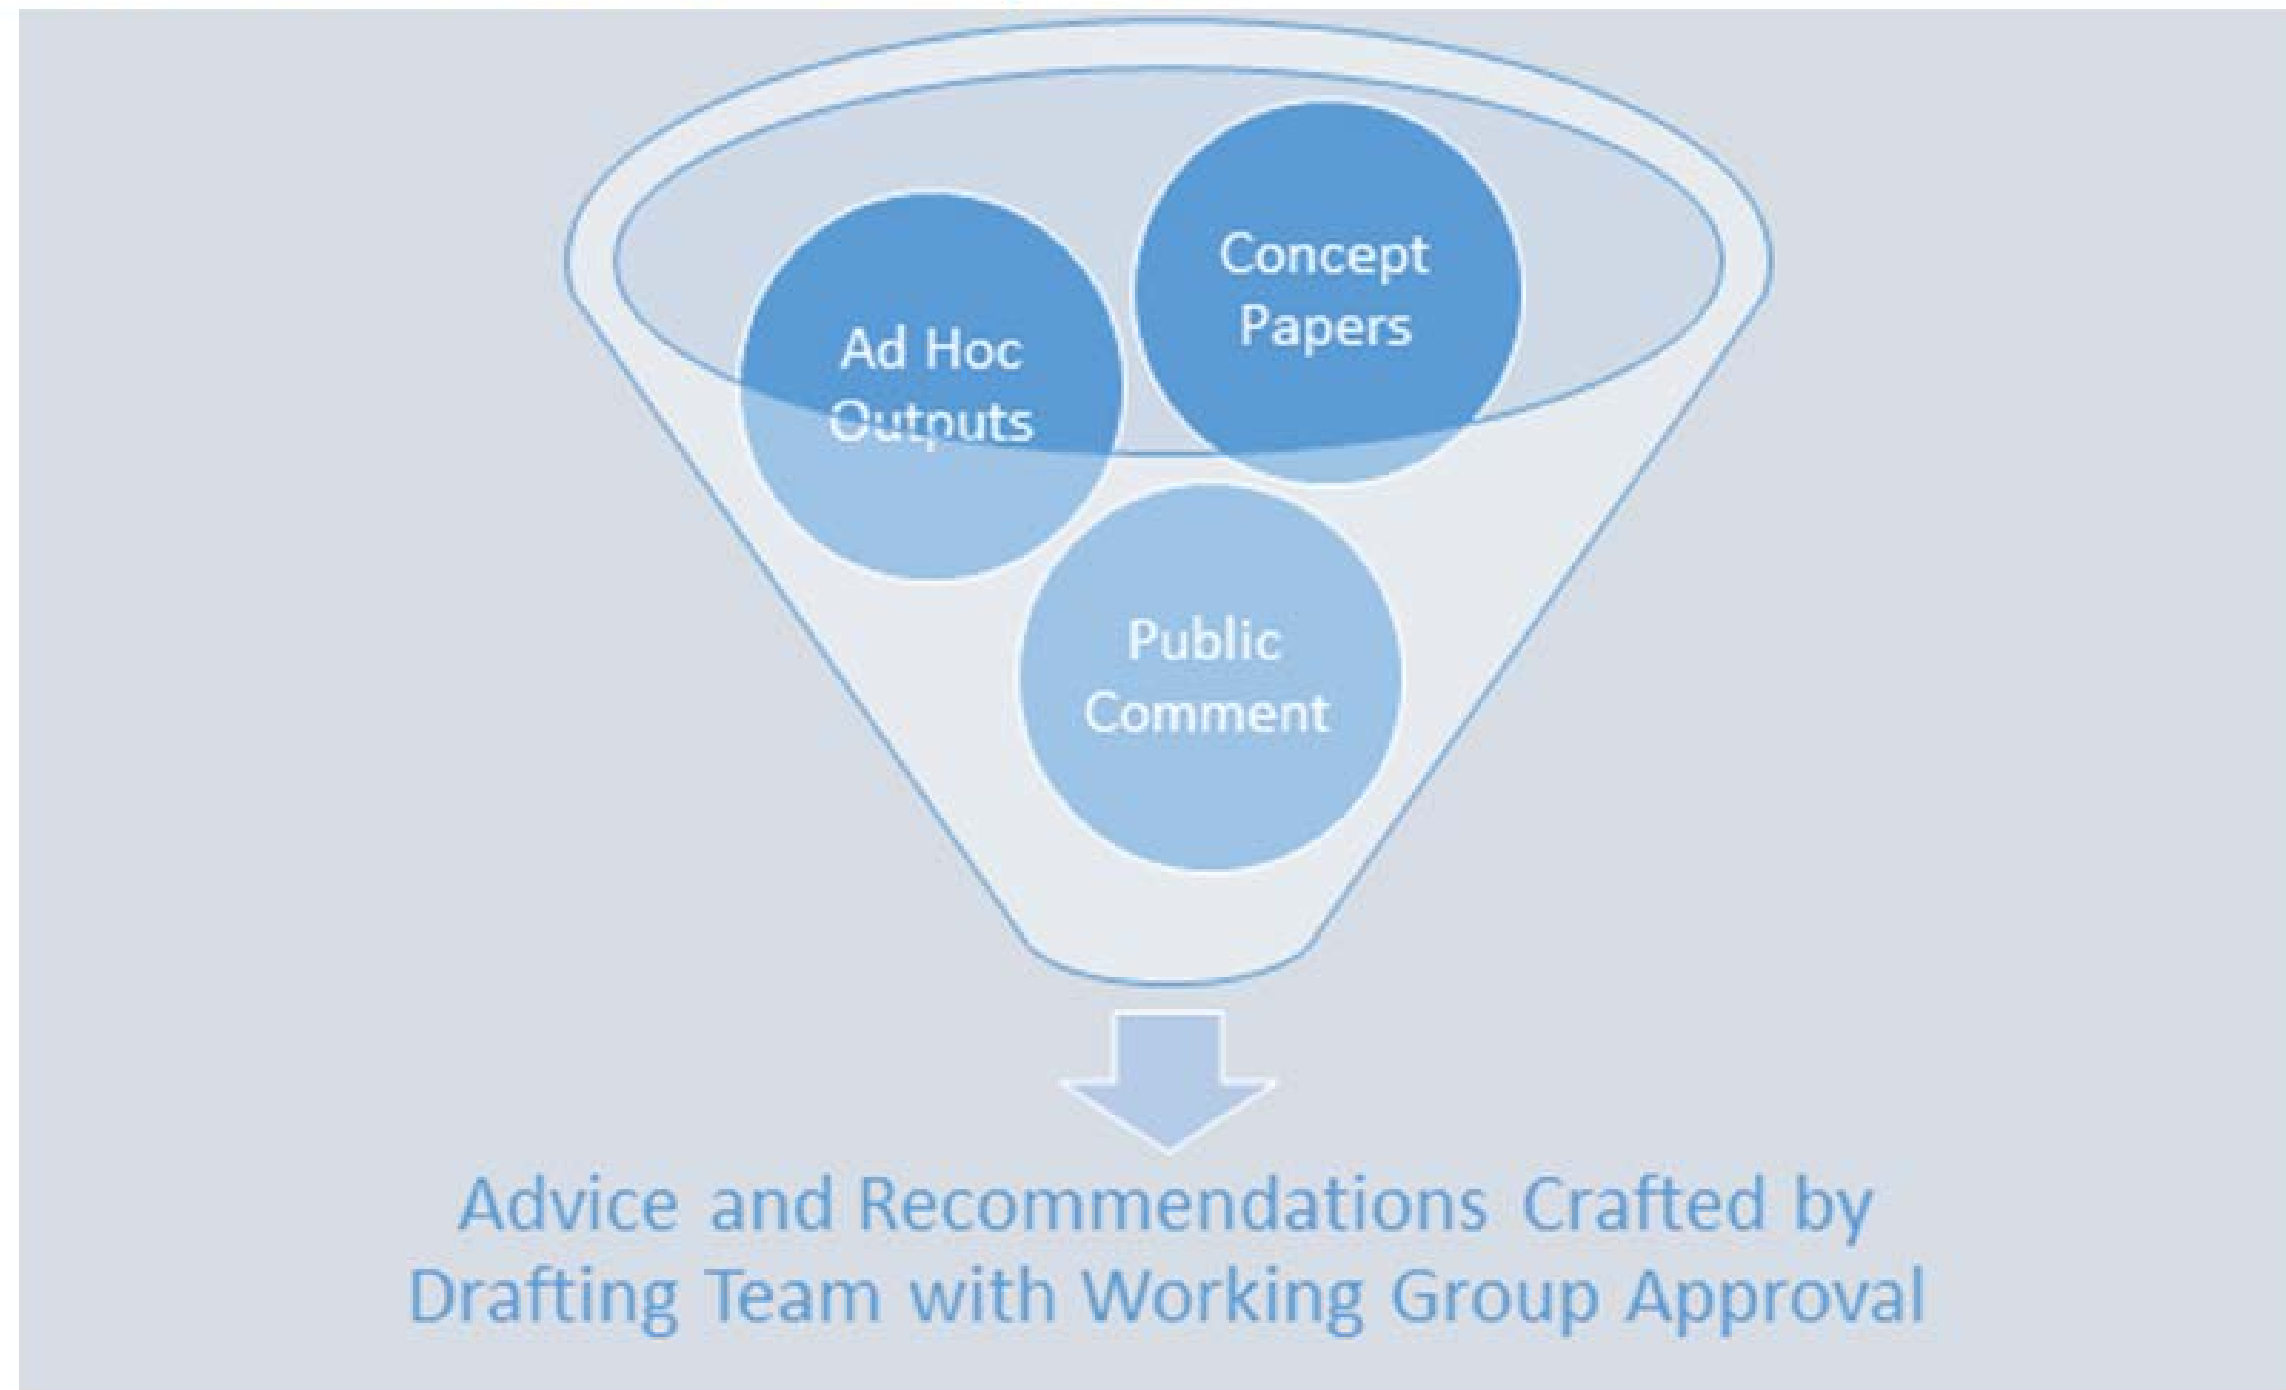 Concept
Papers
Ad Hoc
Outputs
Public
Comment
Advice and Recommendations Crafted by
Drafting Team with Working Group Approval